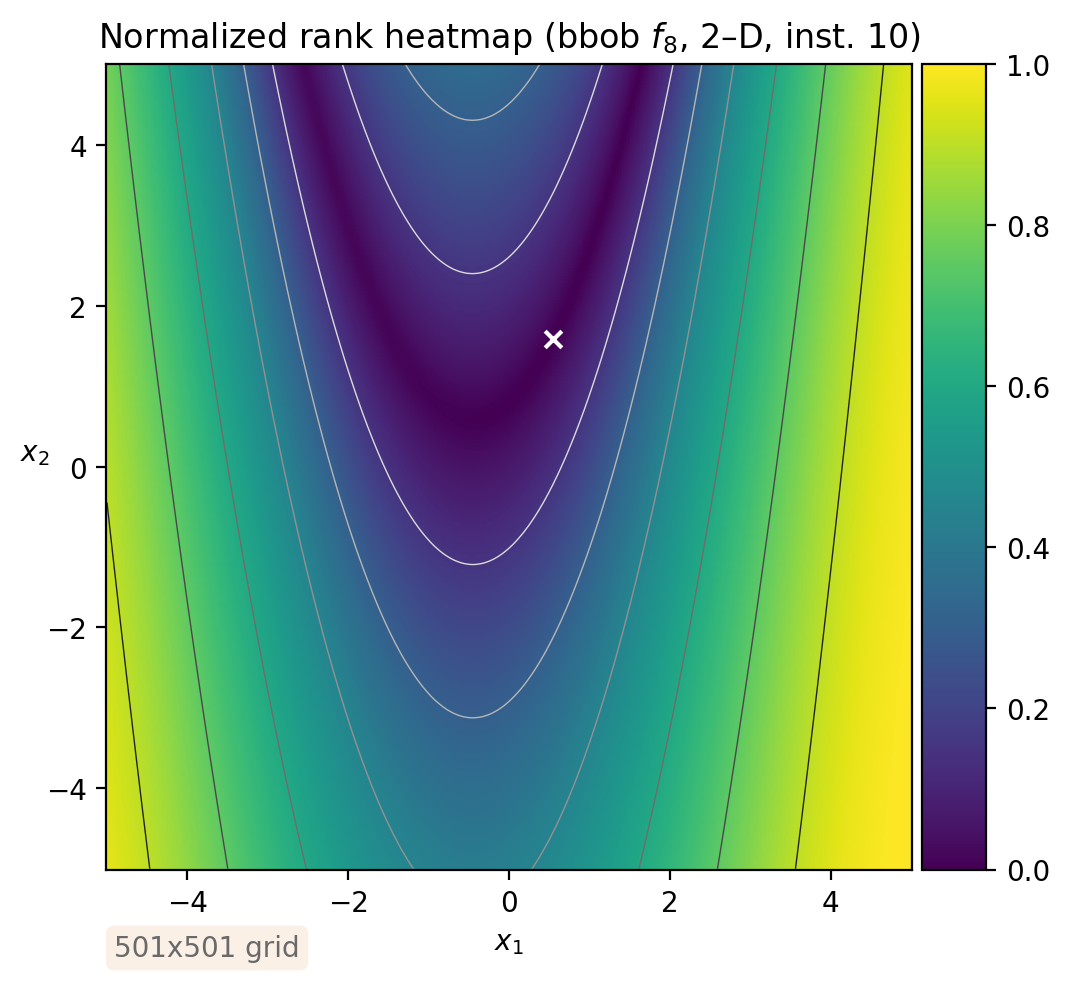 Normalized rank heatmap (bbob f₈, 2–D, inst. 10)
1.0
0.8
0.6
0.4
0.2
0.0
4
2
0
−2
−4
x₂
−4 −2 0 2 4
x₁
501x501 grid